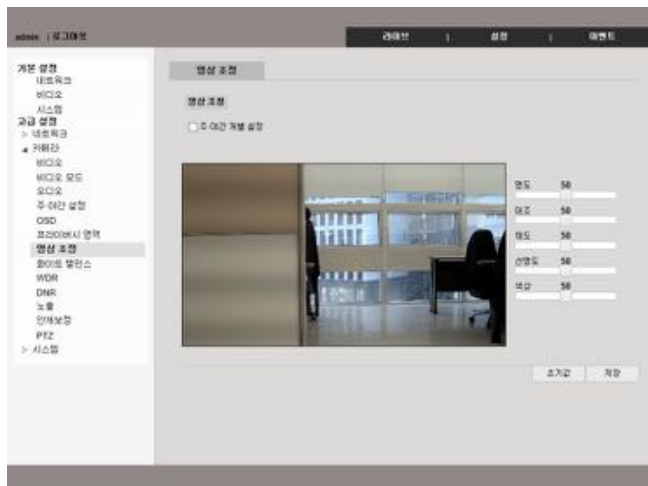 admin | 로그아웃
라이브 | 설정 | 이벤트
기본 설정
네트워크
비디오
시스템
고급 설정
▷ 네트워크
◢ 카메라
비디오
비디오 모드
오디오
주·야간 설정
OSD
프라이버시 영역
영상 조정
화이트 밸런스
WDR
DNR
노출
안개보정
PTZ
▷ 시스템
영상 조정
영상 조정
주·야간 개별 설정
명도 50
대조 50
채도 50
선명도 50
색상 50
초기값
저장